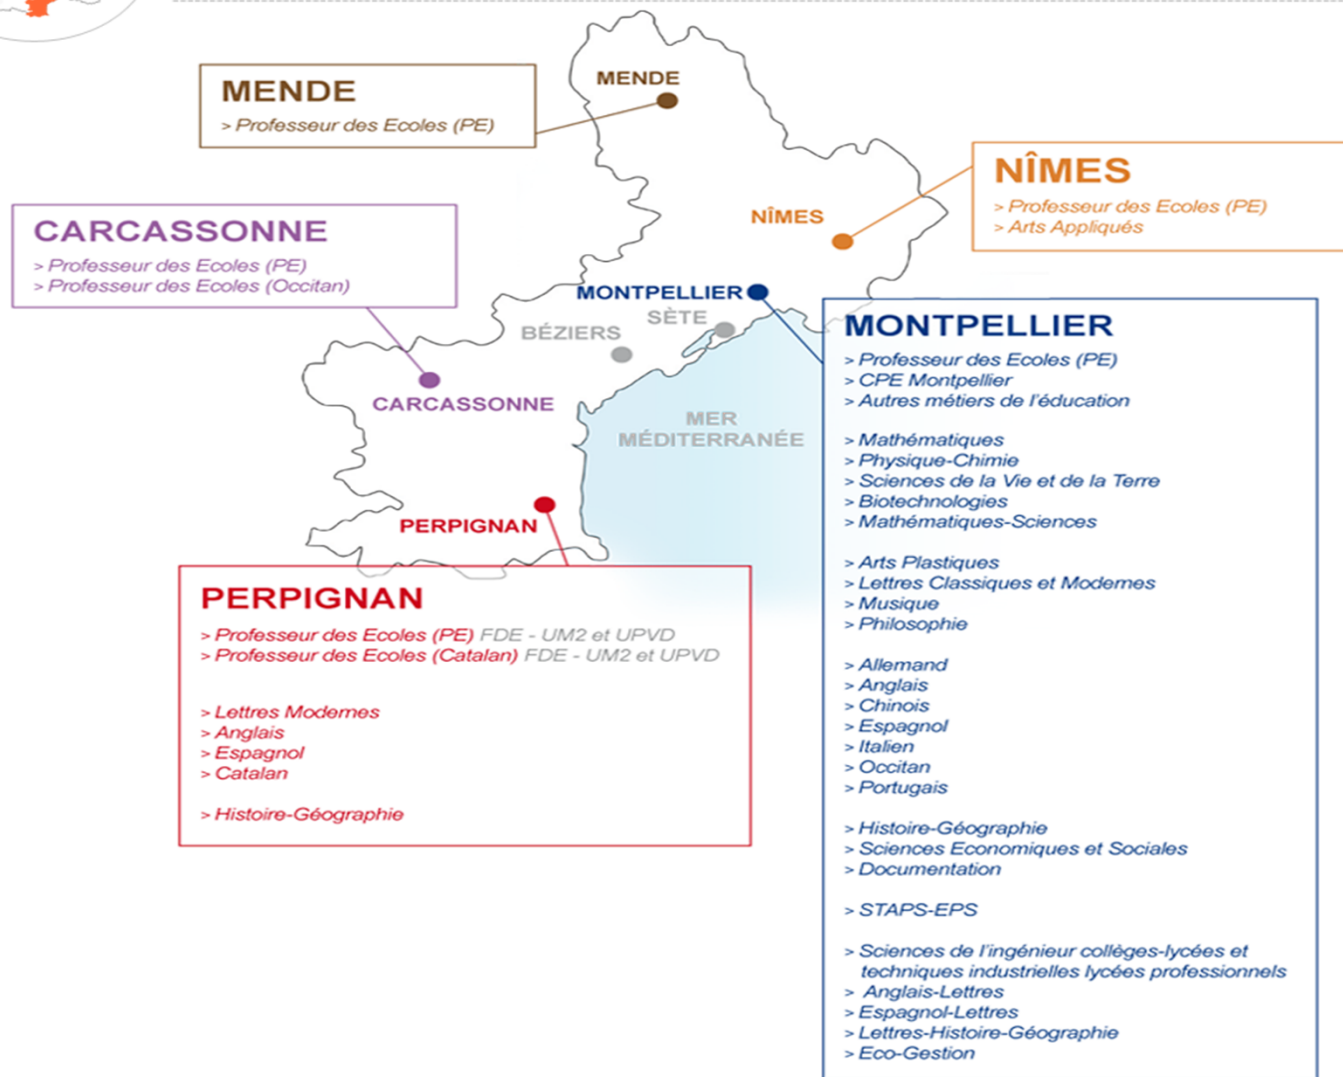 MENDE
MENDE
> Professeur des Ecoles (PE)
NÎMES
> Professeur des Ecoles (PE)
> Arts Appliqués
NÎMES
CARCASSONNE
> Professeur des Ecoles (PE)
> Professeur des Ecoles (Occitan)
MONTPELLIER
SÈTE
BÉZIERS
CARCASSONNE
MER
MÉDITERRANÉE
PERPIGNAN
MONTPELLIER
> Professeur des Ecoles (PE)
> CPE Montpellier
> Autres métiers de l'éducation
> Mathématiques
> Physique-Chimie
> Sciences de la Vie et de la Terre
> Biotechnologies
> Mathématiques-Sciences
> Arts Plastiques
> Lettres Classiques et Modernes
> Musique
> Philosophie
> Allemand
> Anglais
> Chinois
> Espagnol
> Italien
> Occitan
> Portugais
> Histoire-Géographie
> Sciences Economiques et Sociales
> Documentation
> STAPS-EPS
> Sciences de l'ingénieur collèges-lycées et
techniques industrielles lycées professionnels
> Anglais-Lettres
> Espagnol-Lettres
> Lettres-Histoire-Géographie
> Eco-Gestion
PERPIGNAN
> Professeur des Ecoles (PE) FDE - UM2 et UPVD
> Professeur des Ecoles (Catalan) FDE - UM2 et UPVD
> Lettres Modernes
> Anglais
> Espagnol
> Catalan
> Histoire-Géographie